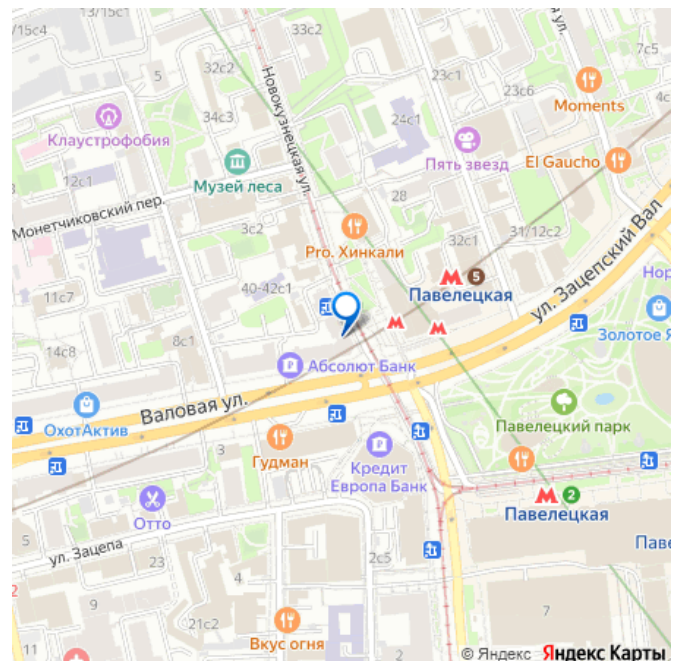 13/15с4
33с2
15с1
32с2
5
7с5
23с1
23с6
Moments
34с3
Новокузнецкая ул.
24с1
Клаустрофобия
Музей леса
Пять звезд
El Gaucho
12с1
Монетчиковский пер.
28
3с2
Pro. Хинкали
32с1
31/12с2
ул. Зацепский Вал
40-42с1
5
Павелецкая
11с7
8с1
14с8
Абсолют Банк
Золотое Я
Валовая ул.
ОхотАктив
Павелецкий парк
Гудман
Кредит
Европа Банк
2
Павелецкая
Отто
5
ул. Зацепа
23
2с5
Паве
4
9
21с2
7
11
Вкус огня
© Яндекс Яндекс Карты